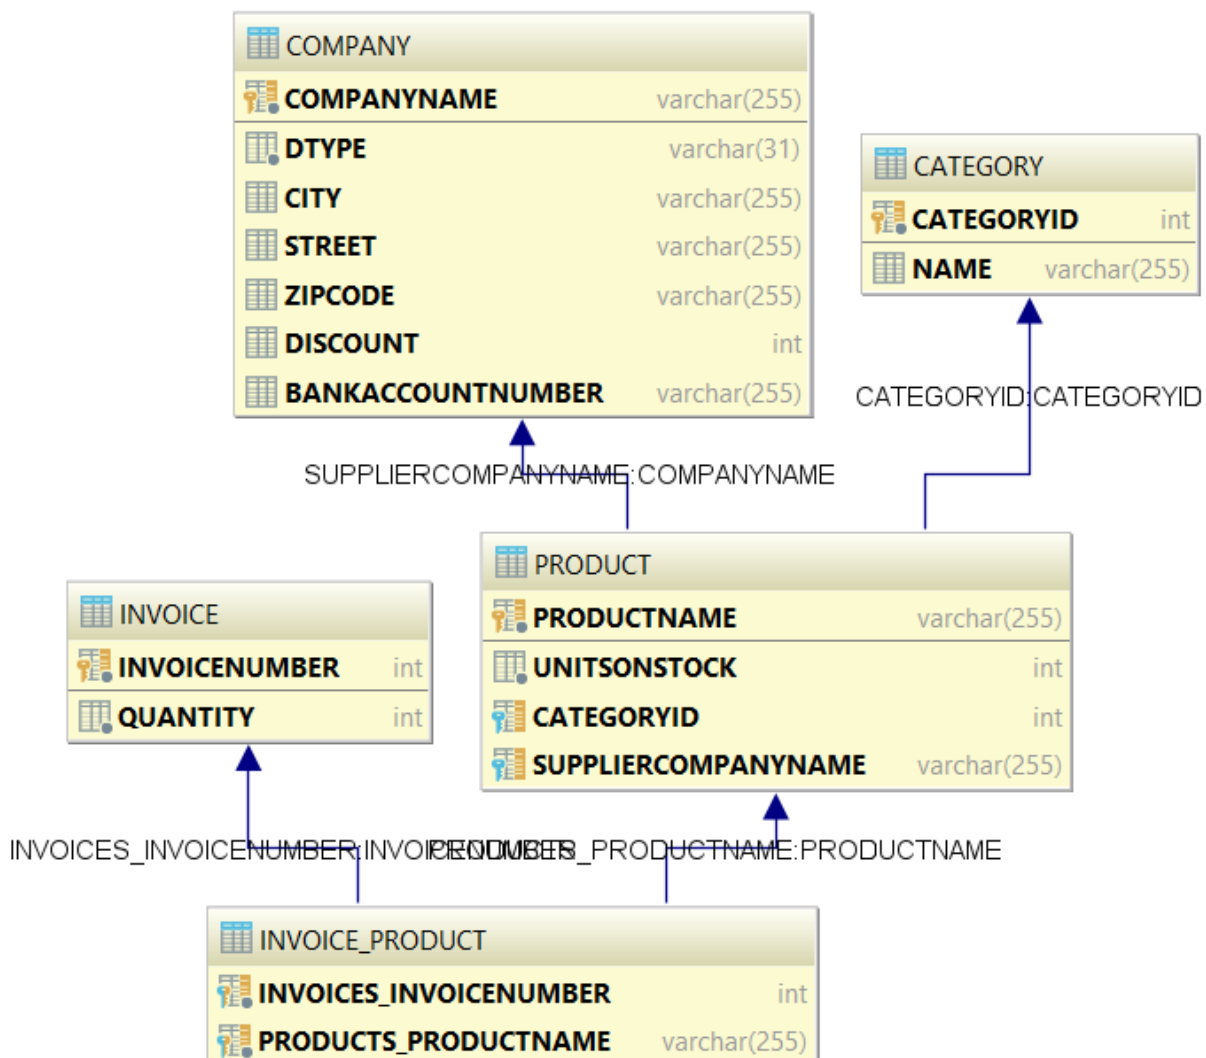 COMPANY
COMPANYNAME varchar(255)
DTYPE varchar(31)
CITY varchar(255)
STREET varchar(255)
ZIPCODE varchar(255)
DISCOUNT int
BANKACCOUNTNUMBER varchar(255)
CATEGORY
CATEGORYID int
NAME varchar(255)
CATEGORYID:CATEGORYID
SUPPLIERCOMPANYNAME:COMPANYNAME
PRODUCT
PRODUCTNAME varchar(255)
UNITSONSTOCK int
CATEGORYID int
SUPPLIERCOMPANYNAME varchar(255)
INVOICE
INVOICENUMBER int
QUANTITY int
INVOICES_INVOICENUMBER:INVOICENUMBER
PRODUCTS_PRODUCTNAME:PRODUCTNAME
INVOICE_PRODUCT
INVOICES_INVOICENUMBER int
PRODUCTS_PRODUCTNAME varchar(255)